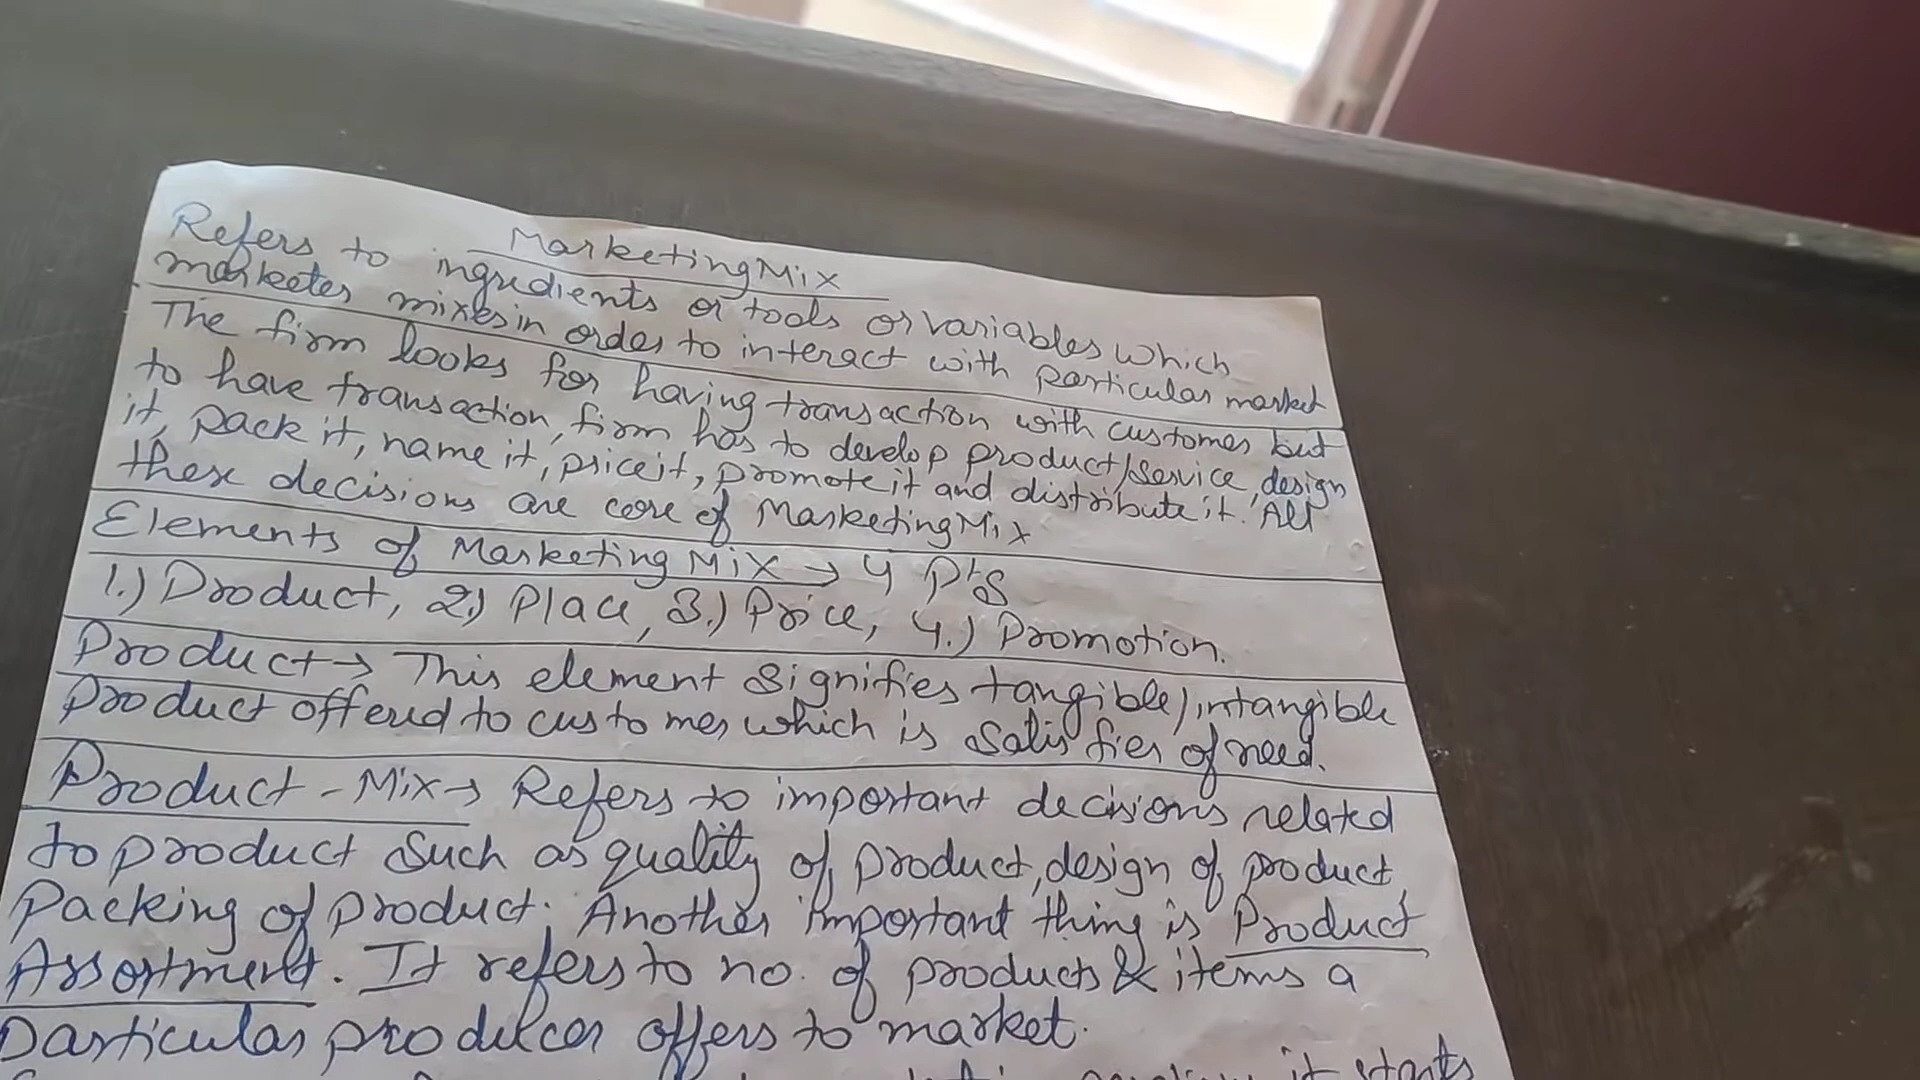 Marketing Mix
Refers to ingredients or tools or variables which
marketer mixes in order to interact with particular market
The firm looks for having transaction with customer but
to have transaction, firm has to develop product/service, design
it, pack it, name it, price it, promote it and distribute it. All
these decisions are core of Marketing Mix
Elements of Marketing Mix → 4 P's
1.) Product, 2.) Place, 3.) Price, 4.) Promotion.
Product → This element signifies tangible/intangible
Product offered to customer which is satisfier of need.
Product - Mix → Refers to important decisions related
to product such as quality of product, design of product,
Packing of product. Another important thing is Product
Assortment. It refers to no. of products & items a
particular producer offers to market.
it starts